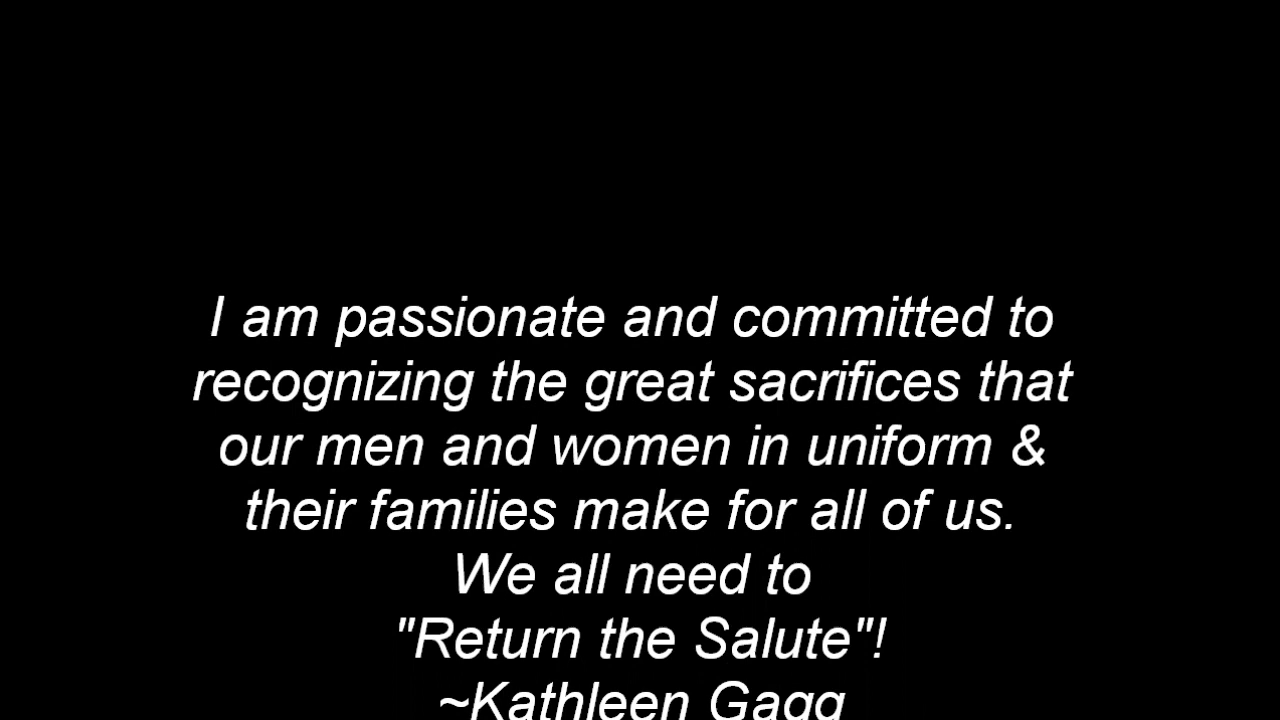 I am passionate and committed to
recognizing the great sacrifices that
our men and women in uniform &
their families make for all of us.
We all need to
"Return the Salute"!
~Kathleen Gagg